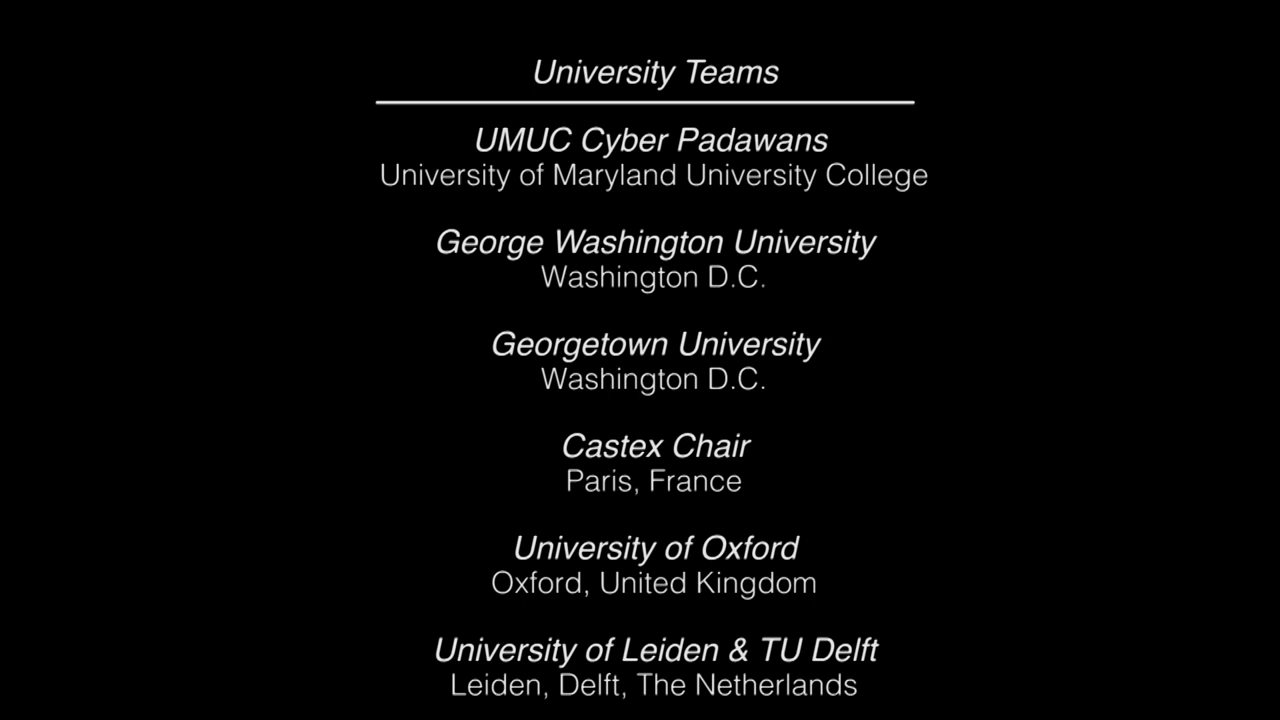 University Teams
UMUC Cyber Padawans
University of Maryland University College
George Washington University
Washington D.C.
Georgetown University
Washington D.C.
Castex Chair
Paris, France
University of Oxford
Oxford, United Kingdom
University of Leiden & TU Delft
Leiden, Delft, The Netherlands